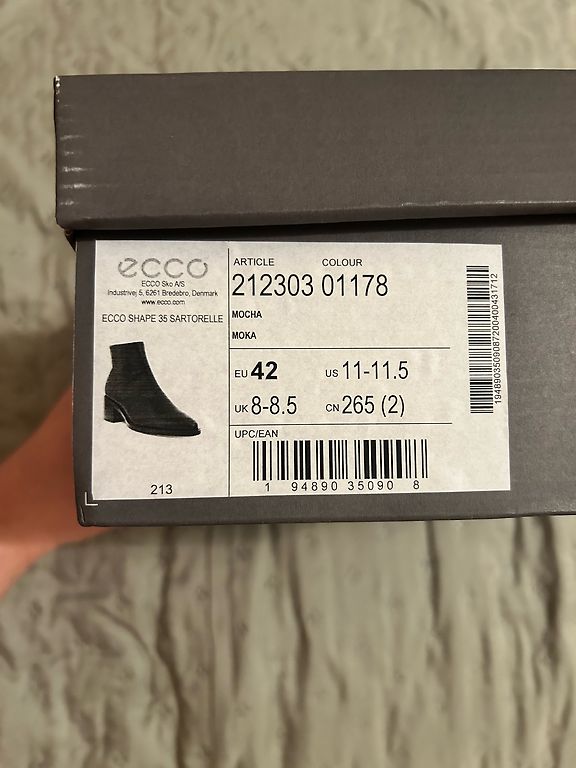 ecco
ECCO Sko A/S
Industrivej 5, 6261 Bredebro, Denmark
www.ecco.com
ECCO SHAPE 35 SARTORELLE
213
ARTICLE COLOUR
212303 01178
MOCHA
MOKA
EU 42 US 11-11.5
UK 8-8.5 CN 265 (2)
UPC/EAN
1 94890 35090 8
1948903509087200400431712